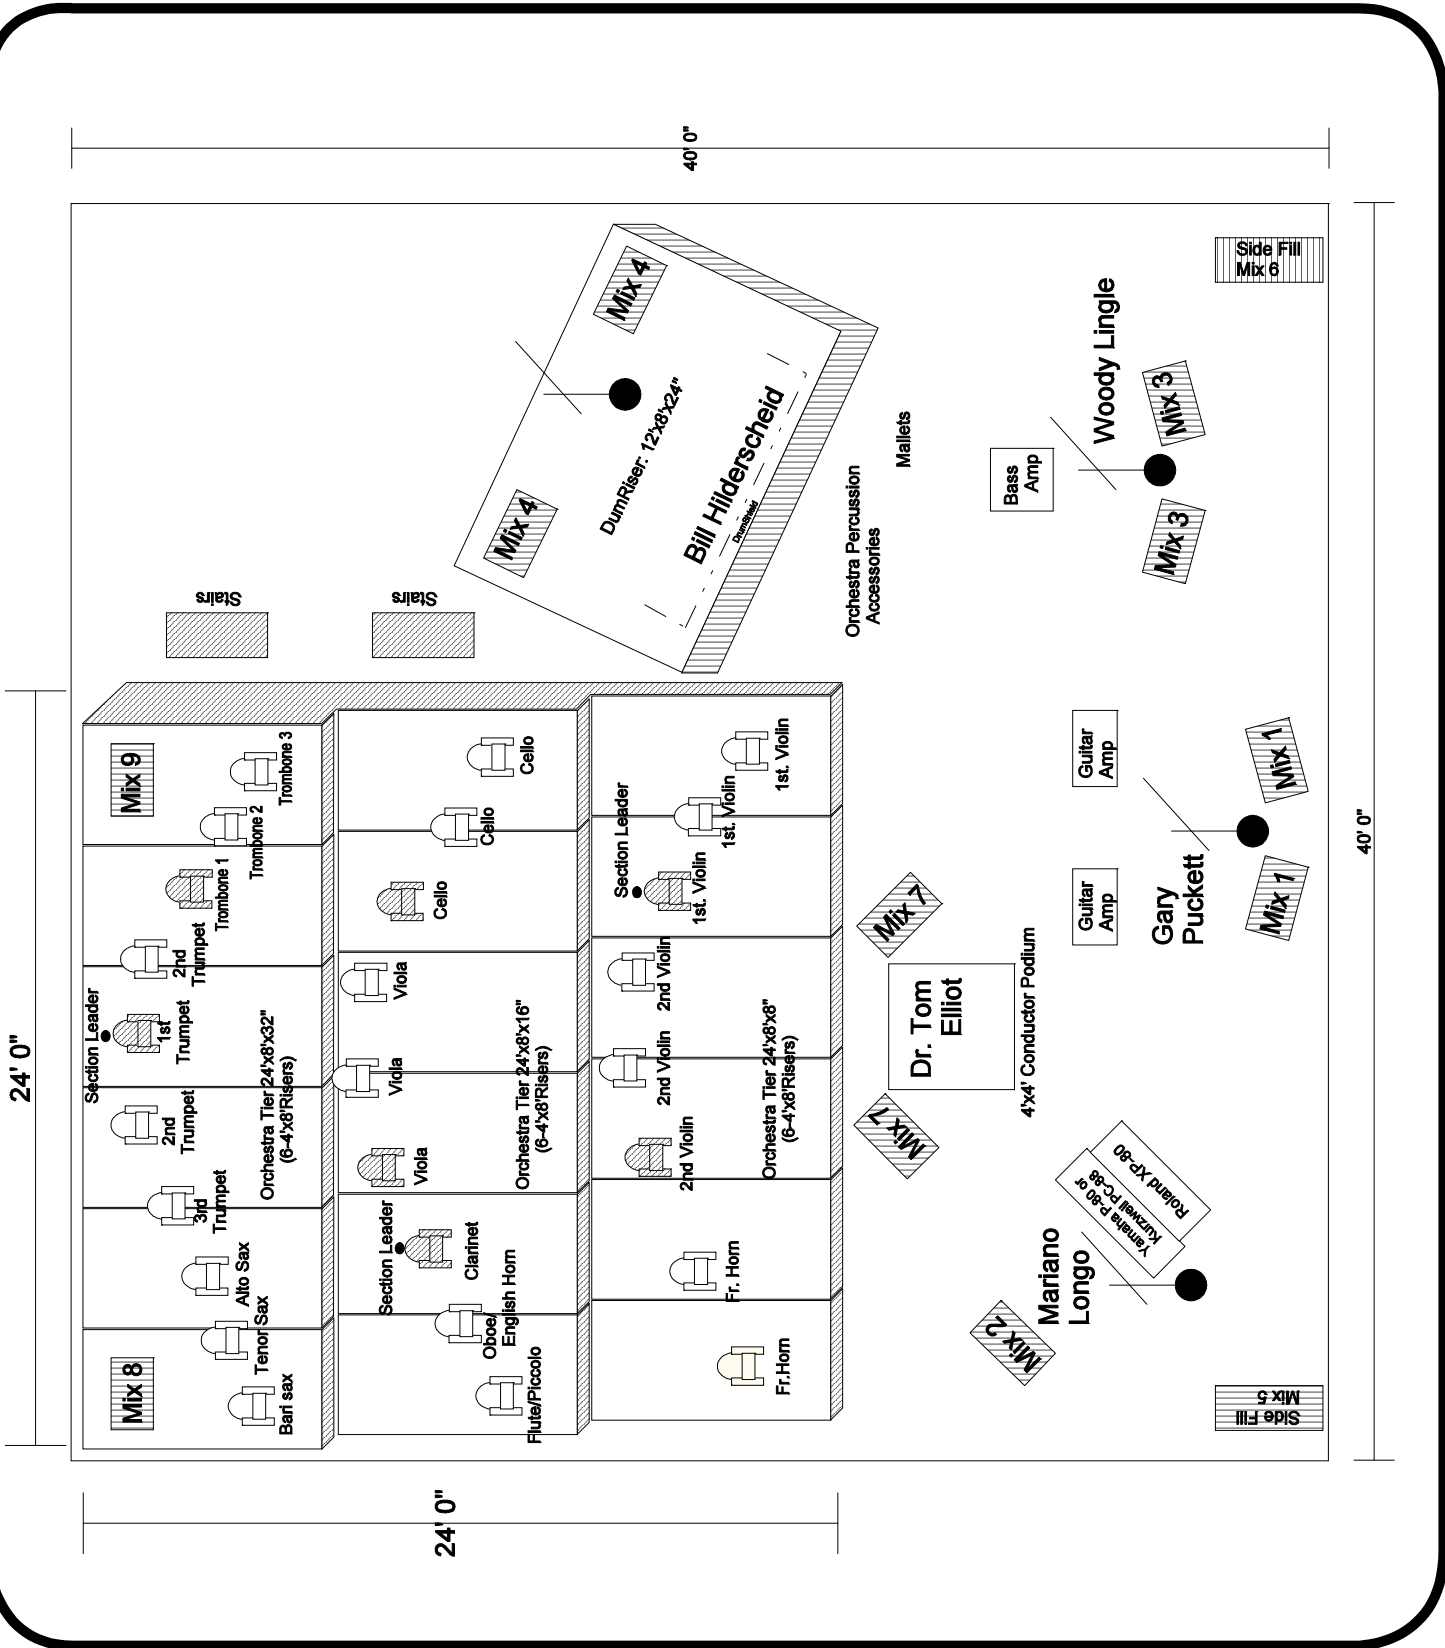 40' 0"
40' 0"
24' 0"
24' 0"
Side Fill
Mix 6
Mix 4
Mix 4
DumRiser: 12'x8'x24"
Bill Hilderscheid
DrumShield
Woody Lingle
Mix 3
Mix 3
Bass
Amp
Mallets
Orchestra Percussion
Accessories
Stairs
Stairs
Mix 9
Trombone 3
Trombone 2
Trombone 1
2nd
Trumpet
Section Leader
1st
Trumpet
2nd
Trumpet
3rd
Trumpet
Alto Sax
Tenor Sax
Bari sax
Mix 8
Orchestra Tier 24'x8'x32"
(6-4'x8'Risers)
Cello
Cello
Cello
Viola
Viola
Viola
Section Leader
Clarinet
Oboe/
English Horn
Flute/Piccolo
Orchestra Tier 24'x8'x16"
(6-4'x8'Risers)
1st. Violin
1st. Violin
Section Leader
1st. Violin
2nd Violin
2nd Violin
2nd Violin
Fr. Horn
Fr.Horn
Orchestra Tier 24'x8'x8"
(6-4'x8'Risers)
Mix 7
Dr. Tom
Elliot
4'x4' Conductor Podium
Mix 7
Guitar
Amp
Guitar
Amp
Gary
Puckett
Mix 1
Mix 1
Roland XP-80
Yamaha P-80 or
Kurzwell PC-88
Mariano
Longo
Mix 2
Side Fill
Mix 5